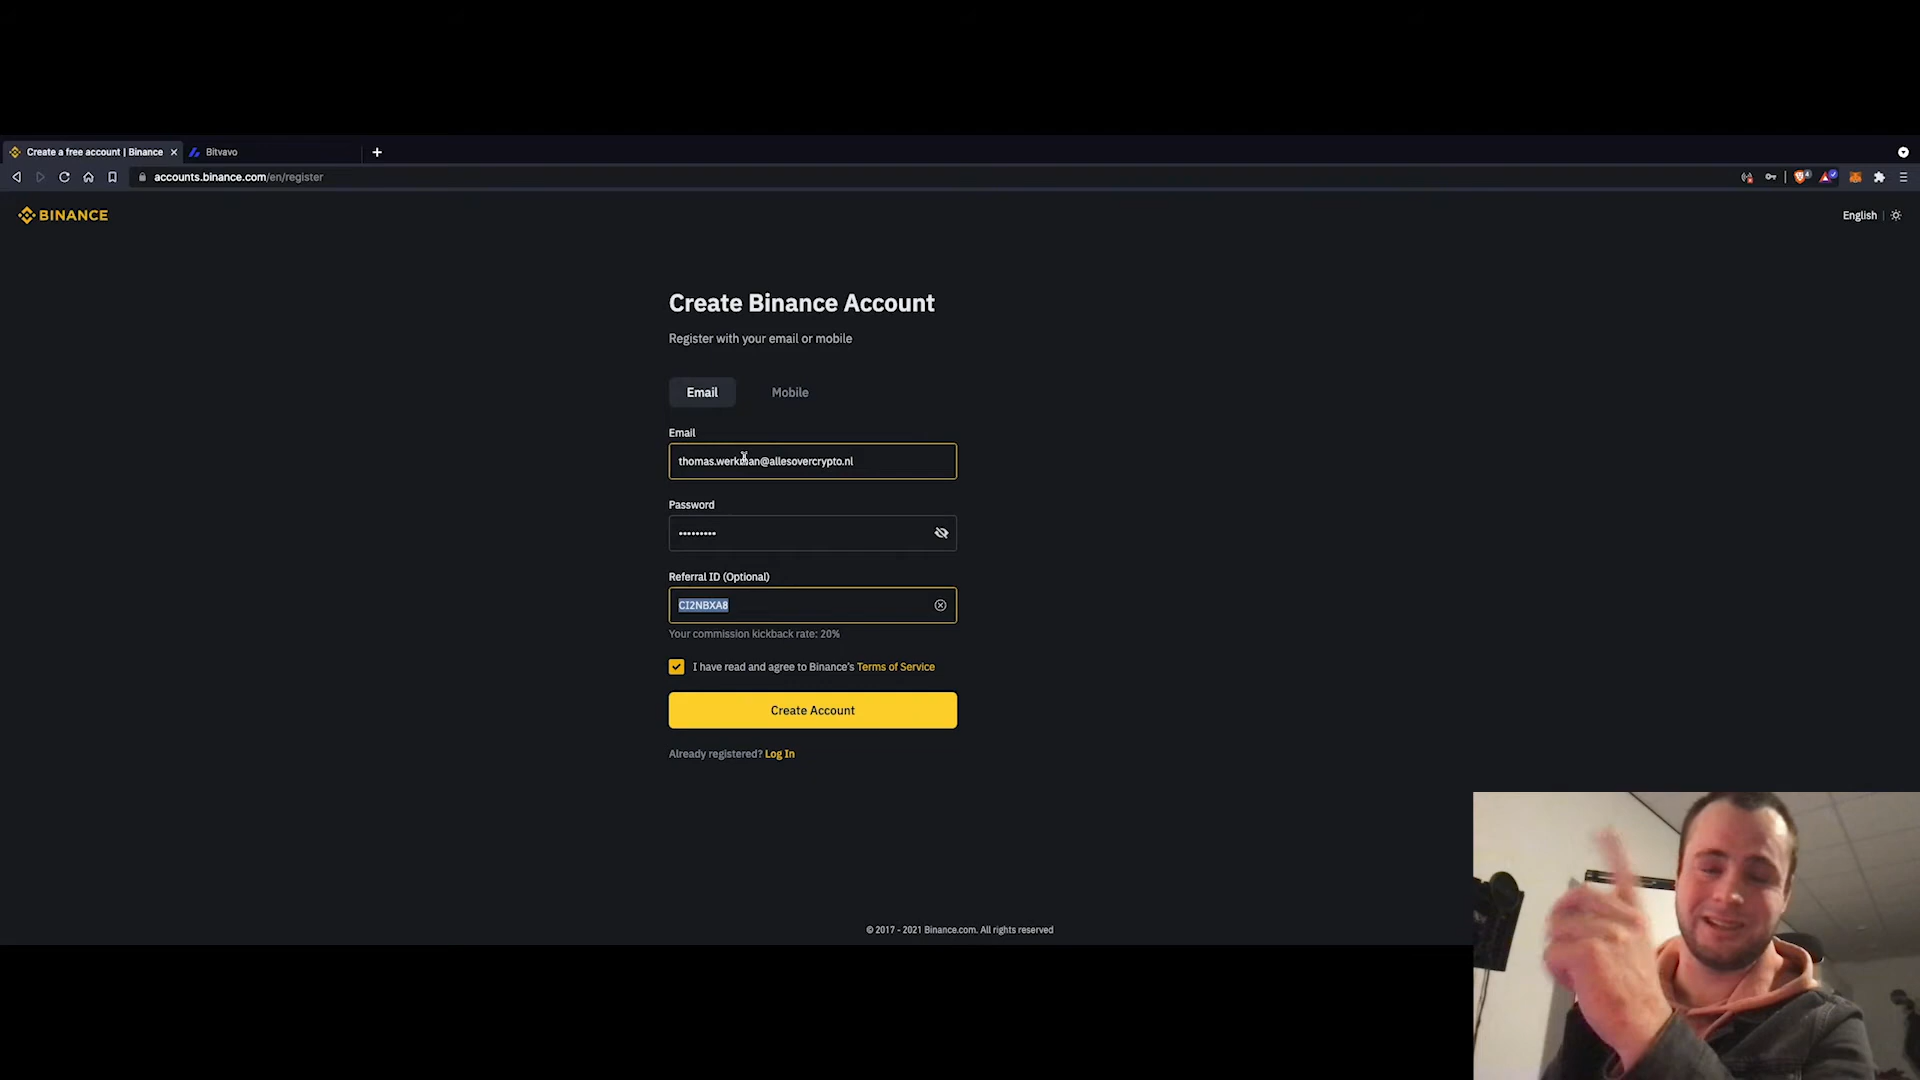 Create a free account | Binance
Bitvavo
accounts.binance.com/en/register
BINANCE
English
Create Binance Account
Register with your email or mobile
Email
Mobile
Email
thomas.werkman@allesovercrypto.nl
Password
Referral ID (Optional)
CI2NBXA8
Your commission kickback rate: 20%
I have read and agree to Binance's Terms of Service
Create Account
Already registered? Log In
© 2017 - 2021 Binance.com. All rights reserved